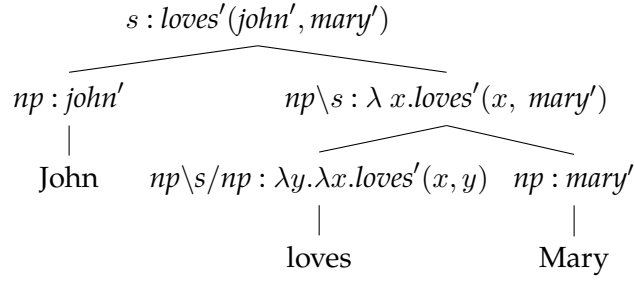 s : loves′(john′, mary′)
np : john′ np\s : λ x.loves′(x, mary′)
John np\s/np : λy.λx.loves′(x, y) np : mary′
loves Mary